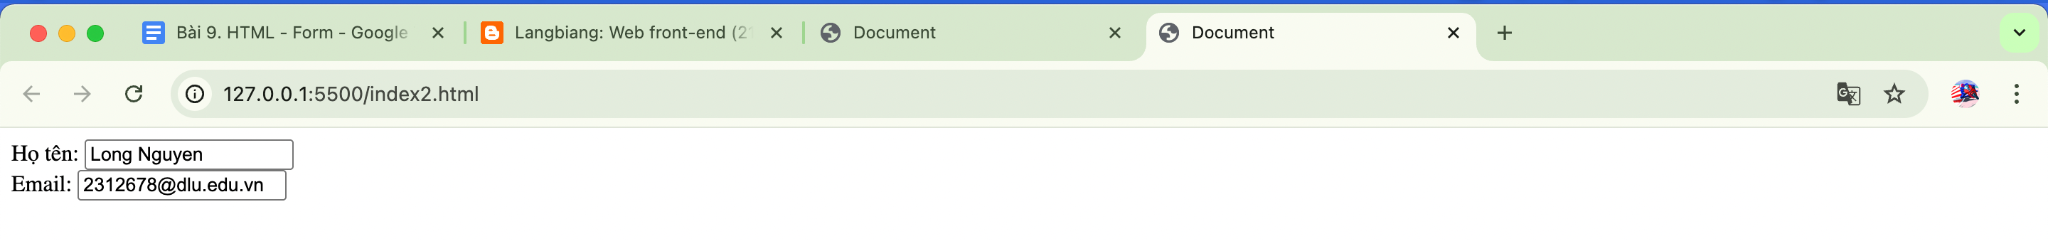 Bài 9. HTML - Form - Google
Langbiang: Web front-end (2
Document
Document
127.0.0.1:5500/index2.html
Họ tên: Long Nguyen
Email: 2312678@dlu.edu.vn